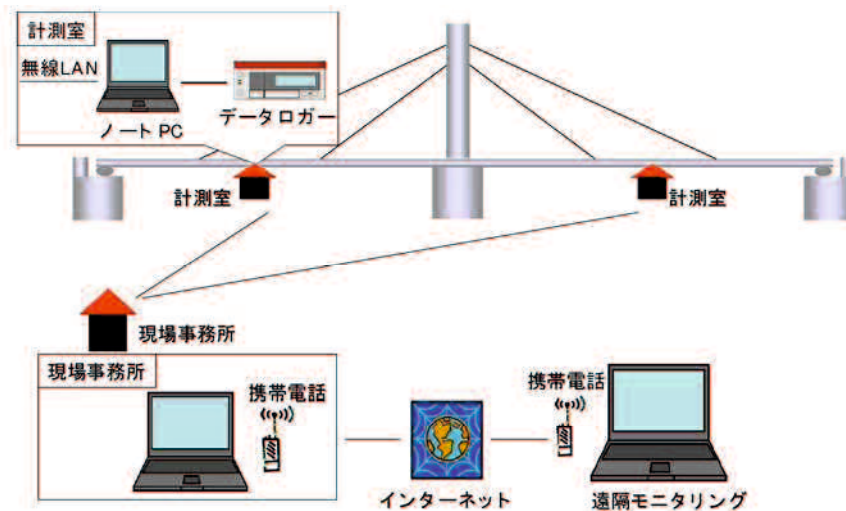 計測室
無線LAN
ノート PC
データロガー
計測室
計測室
現場事務所
現場事務所
携帯電話
携帯電話
インターネット
遠隔モニタリング